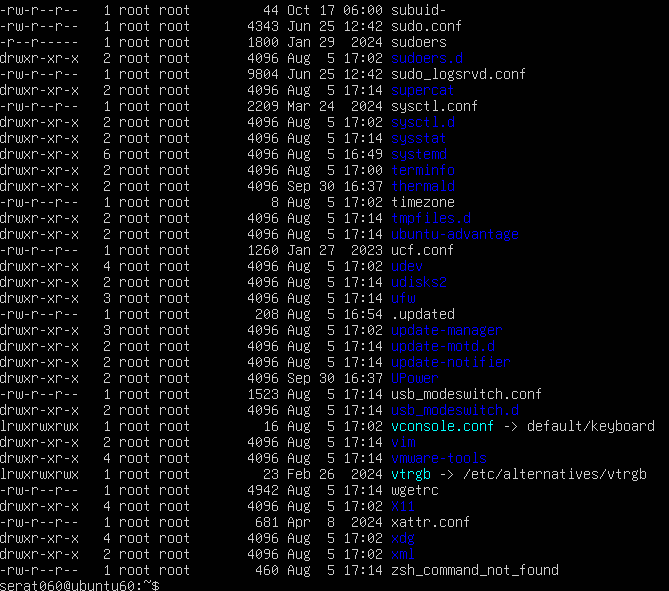 -rw-r--r-- 1 root root 44 Oct 17 06:00 subuid-
-rw-r--r-- 1 root root 4343 Jun 25 12:42 sudo.conf
-r--r----- 1 root root 1800 Jan 29 2024 sudoers
drwxr-xr-x 2 root root 4096 Aug 5 17:02 sudoers.d
-rw-r--r-- 1 root root 9804 Jun 25 12:42 sudo_logsrvd.conf
drwxr-xr-x 2 root root 4096 Aug 5 17:14 supercat
-rw-r--r-- 1 root root 2209 Mar 24 2024 sysctl.conf
drwxr-xr-x 2 root root 4096 Aug 5 17:02 sysctl.d
drwxr-xr-x 2 root root 4096 Aug 5 17:14 sysstat
drwxr-xr-x 6 root root 4096 Aug 5 16:49 systemd
drwxr-xr-x 2 root root 4096 Aug 5 17:00 terminfo
drwxr-xr-x 2 root root 4096 Sep 30 16:37 thermald
-rw-r--r-- 1 root root 8 Aug 5 17:02 timezone
drwxr-xr-x 2 root root 4096 Aug 5 17:14 tmpfiles.d
drwxr-xr-x 2 root root 4096 Aug 5 17:14 ubuntu-advantage
-rw-r--r-- 1 root root 1260 Jan 27 2023 ucf.conf
drwxr-xr-x 4 root root 4096 Aug 5 17:02 udev
drwxr-xr-x 2 root root 4096 Aug 5 17:14 udisks2
drwxr-xr-x 3 root root 4096 Aug 5 17:14 ufw
-rw-r--r-- 1 root root 208 Aug 5 16:54 .updated
drwxr-xr-x 3 root root 4096 Aug 5 17:02 update-manager
drwxr-xr-x 2 root root 4096 Aug 5 17:14 update-motd.d
drwxr-xr-x 2 root root 4096 Aug 5 17:14 update-notifier
drwxr-xr-x 2 root root 4096 Sep 30 16:37 UPower
-rw-r--r-- 1 root root 1523 Aug 5 17:14 usb_modeswitch.conf
drwxr-xr-x 2 root root 4096 Aug 5 17:14 usb_modeswitch.d
lrwxrwxrwx 1 root root 16 Aug 5 17:02 vconsole.conf -> default/keyboard
drwxr-xr-x 2 root root 4096 Aug 5 17:14 vim
drwxr-xr-x 4 root root 4096 Aug 5 17:14 vmware-tools
lrwxrwxrwx 1 root root 23 Feb 26 2024 vtrgb -> /etc/alternatives/vtrgb
-rw-r--r-- 1 root root 4942 Aug 5 17:14 wgetrc
drwxr-xr-x 4 root root 4096 Aug 5 17:02 X11
-rw-r--r-- 1 root root 681 Apr 8 2024 xattr.conf
drwxr-xr-x 4 root root 4096 Aug 5 17:02 xdg
drwxr-xr-x 2 root root 4096 Aug 5 17:02 xml
-rw-r--r-- 1 root root 460 Aug 5 17:14 zsh_command_not_found
serat060@ubuntu60:~$